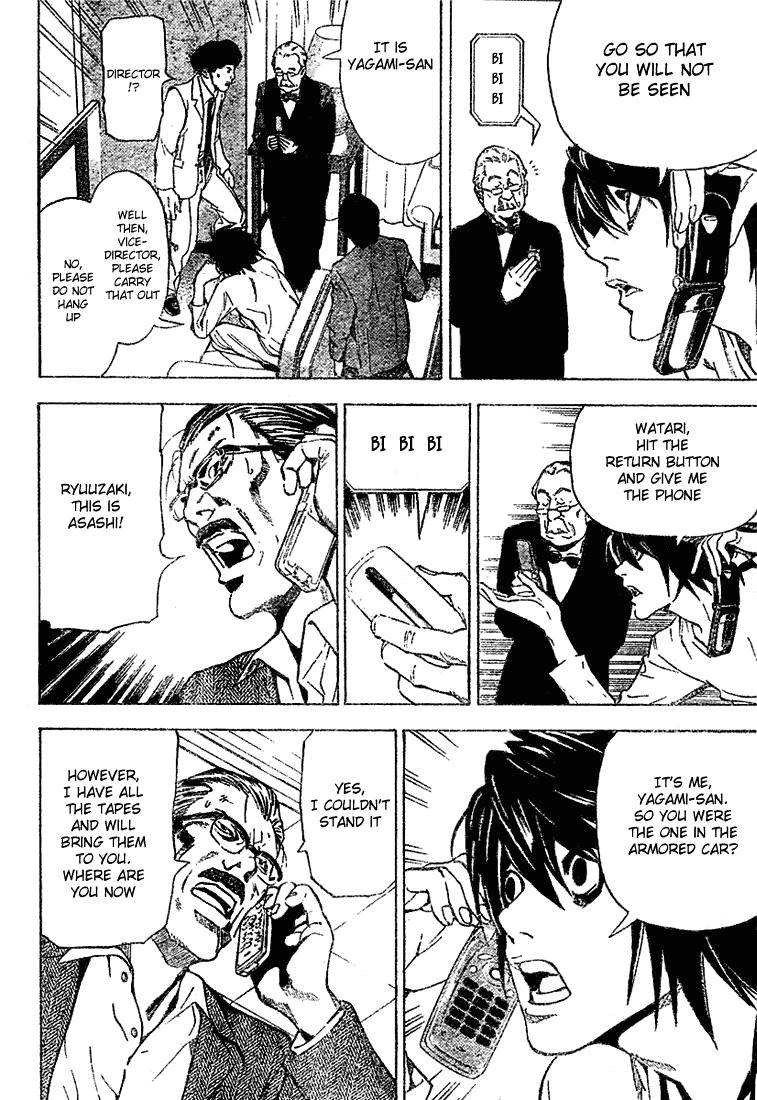 GO SO THAT
YOU WILL NOT
BE SEEN
BI
BI
BI
IT IS
YAGAMI-SAN
DIRECTOR
!?
WELL
THEN,
VICE-
DIRECTOR,
PLEASE
CARRY
THAT OUT
NO,
PLEASE
DO NOT
HANG
UP
WATARI,
HIT THE
RETURN BUTTON
AND GIVE ME
THE PHONE
BI BI BI
RYUUZAKI,
THIS IS
ASASHI!
IT'S ME,
YAGAMI-SAN.
SO YOU WERE
THE ONE IN THE
ARMORED CAR?
YES,
I COULDN'T
STAND IT
HOWEVER,
I HAVE ALL
THE TAPES
AND WILL
BRING THEM
TO YOU.
WHERE ARE
YOU NOW